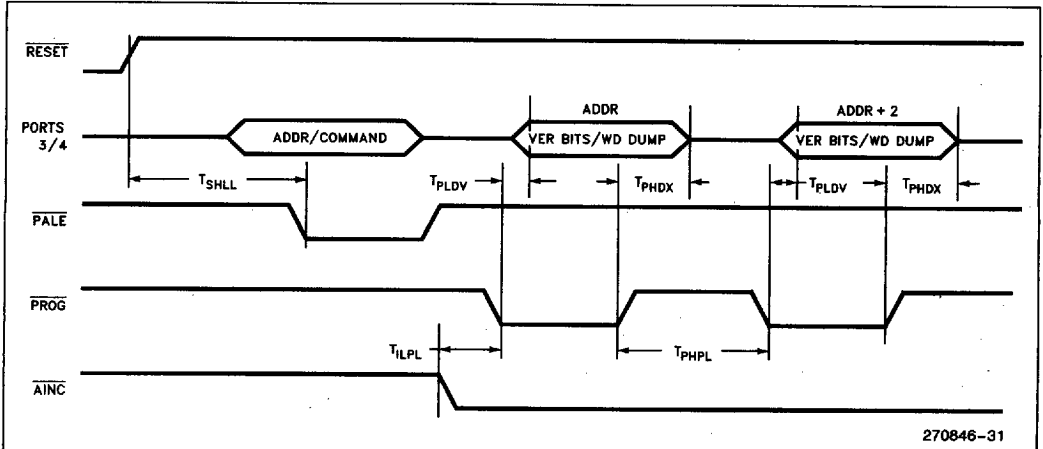 RESET
PORTS
3/4
ADDR/COMMAND
ADDR
VER BITS/WD DUMP
ADDR + 2
VER BITS/WD DUMP
TSHLL
TPLDV
TPHDX
TPLDV
TPHDX
PALE
PROG
TILPL
TPHPL
AINC
270846-31